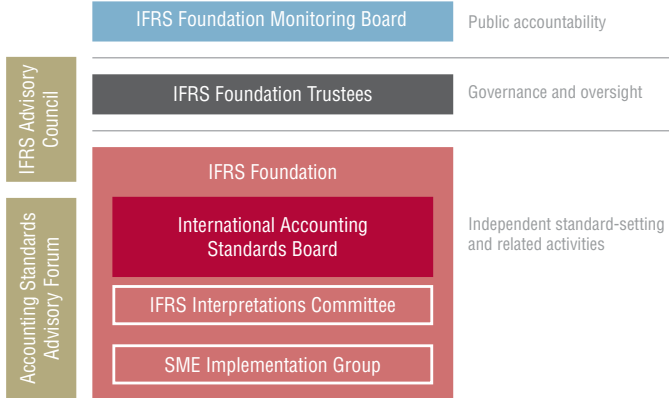 IFRS Foundation Monitoring Board
Public accountability
IFRS Advisory
Council
IFRS Foundation Trustees
Governance and oversight
IFRS Foundation
International Accounting
Standards Board
Independent standard-setting
and related activities
IFRS Interpretations Committee
SME Implementation Group
Accounting Standards
Advisory Forum